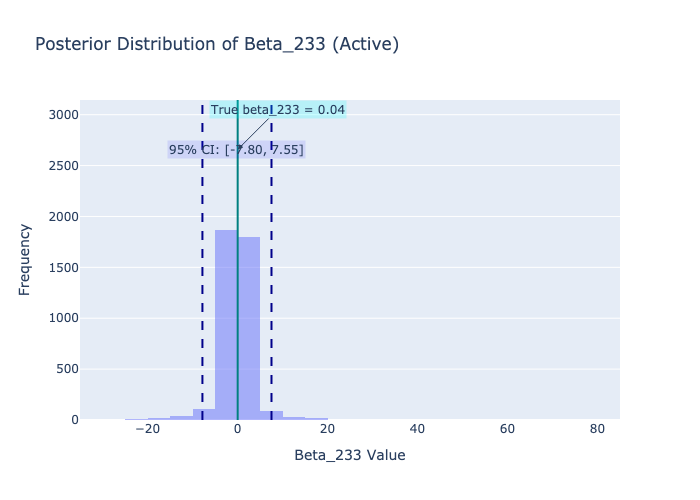 Posterior Distribution of Beta_233 (Active)
True beta_233 = 0.04
95% CI: [-7.80, 7.55]
3000
2500
2000
1500
1000
500
0
Frequency
−20
0
20
40
60
80
Beta_233 Value